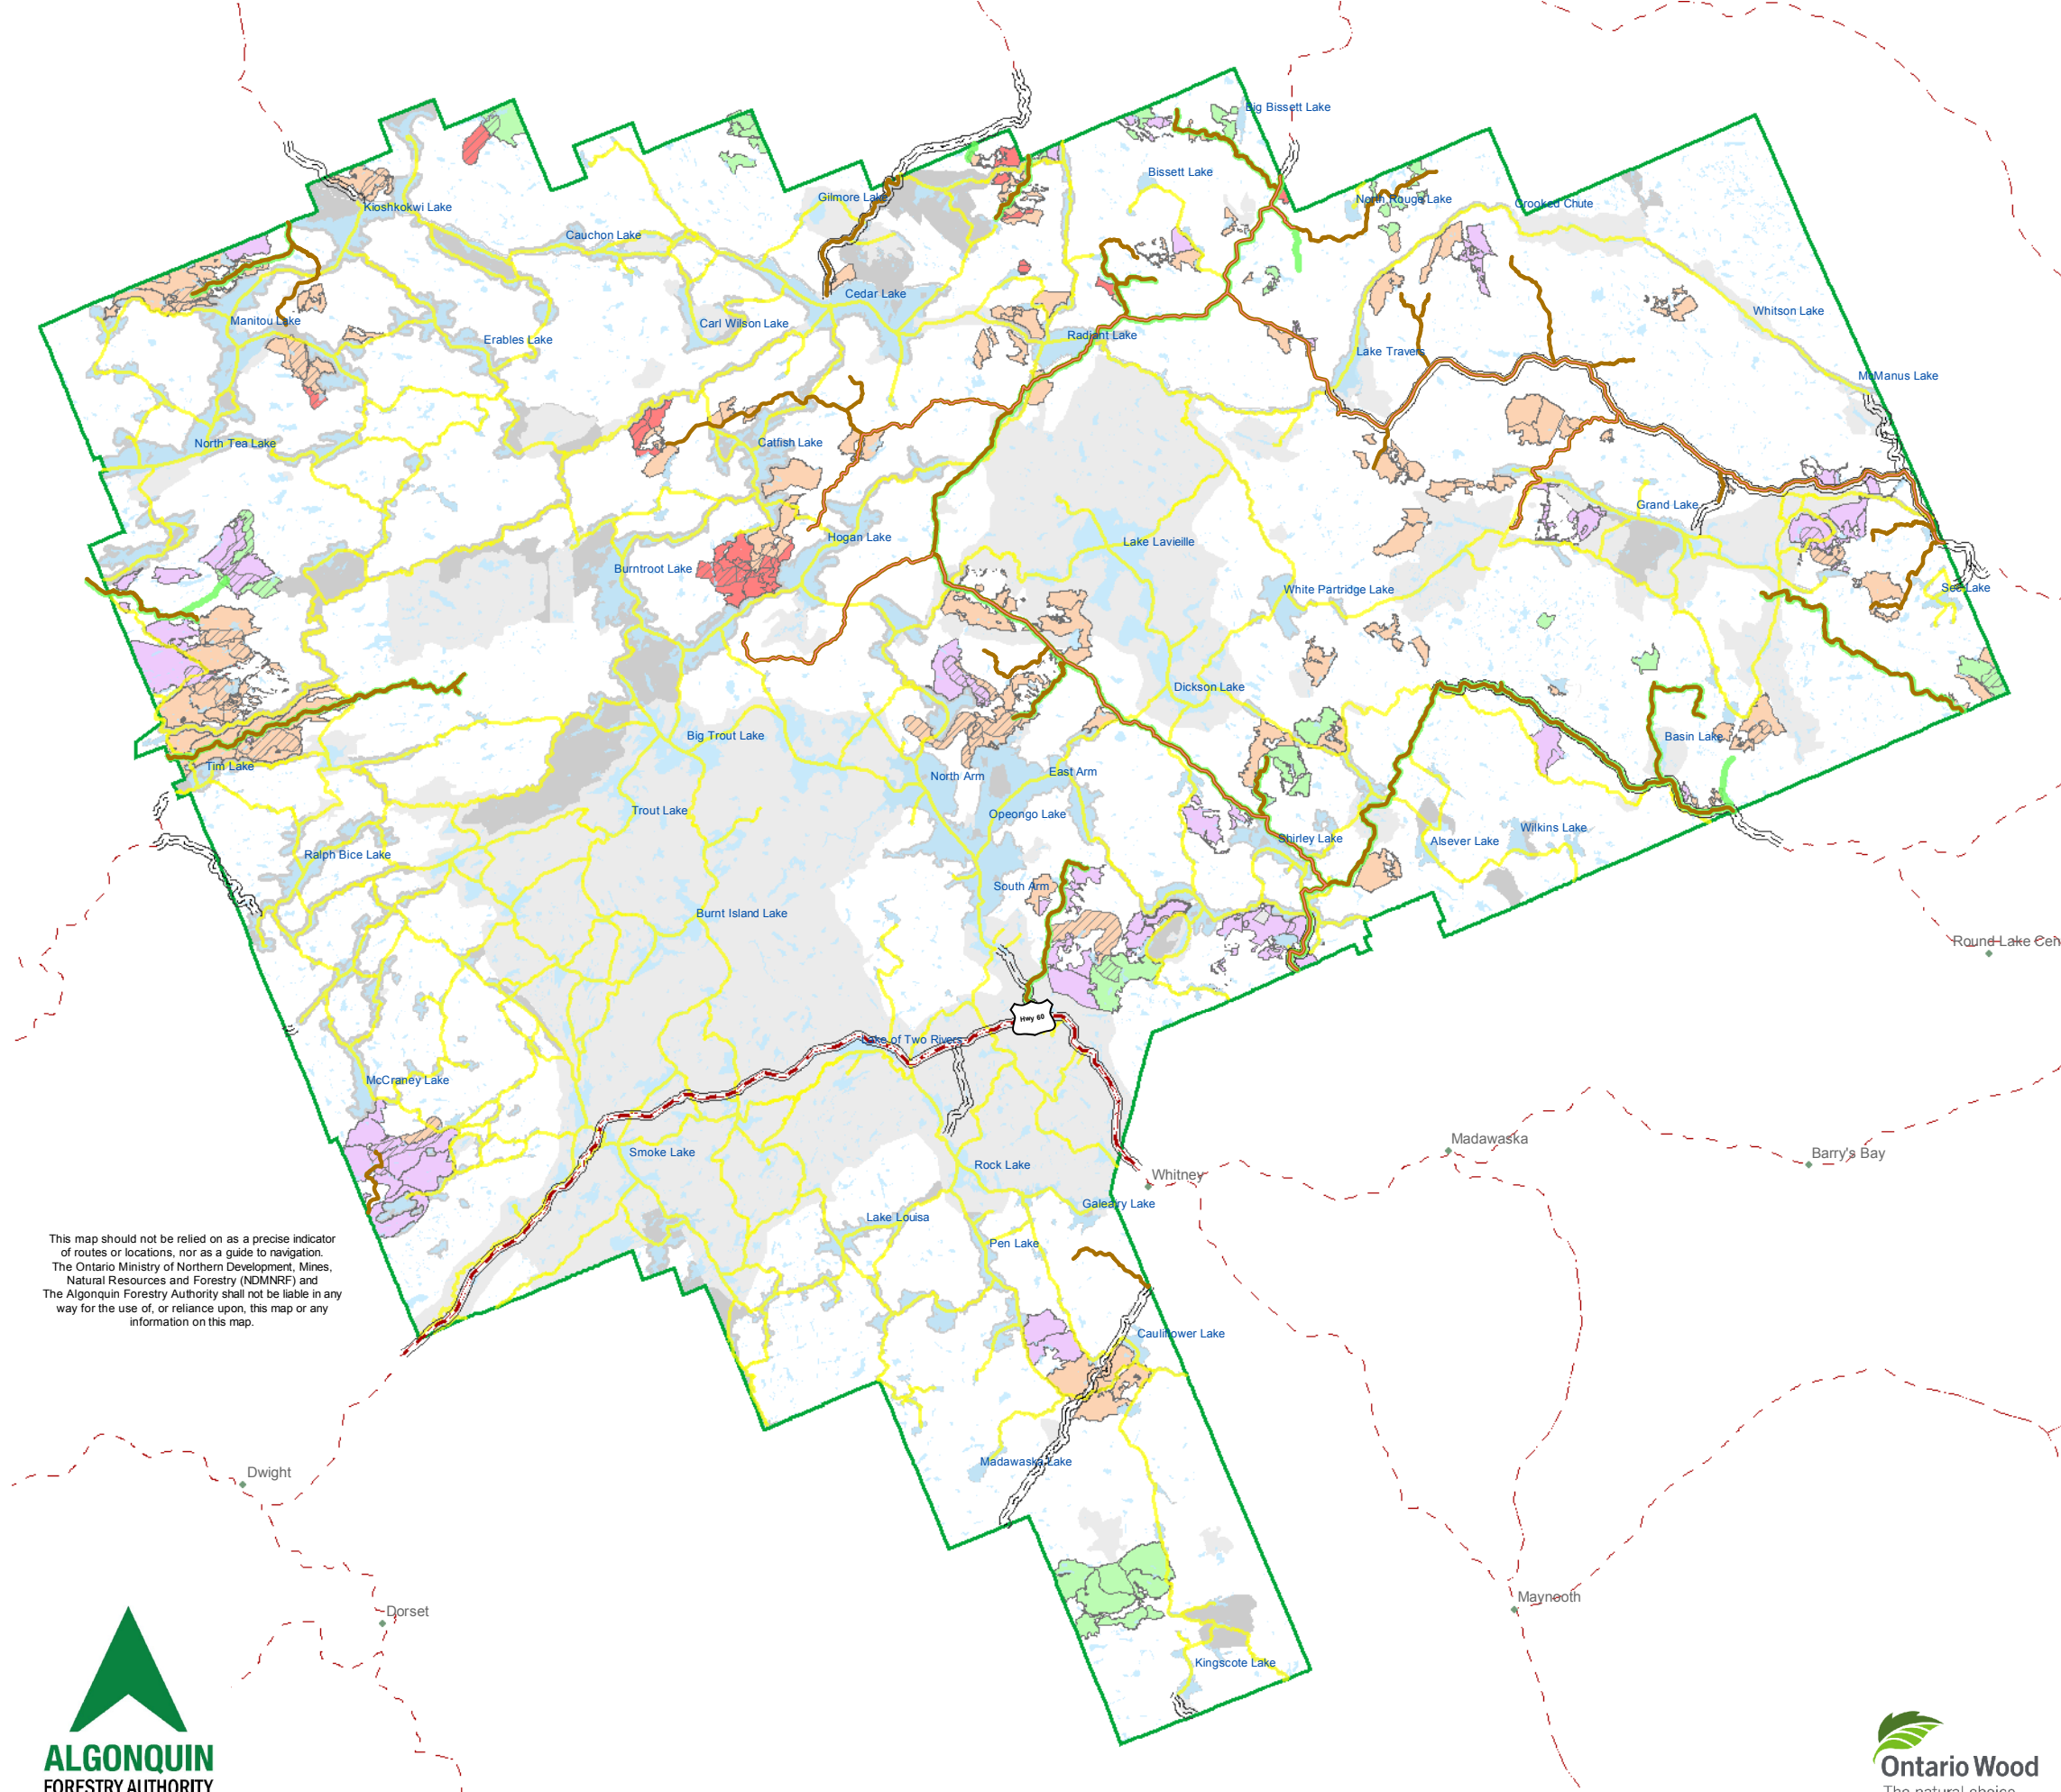 Big Bissett Lake
Bissett Lake
Gilmore Lake
North Rouge Lake
Crooked Chute
Kioshkokwi Lake
Cauchon Lake
Cedar Lake
Whitson Lake
Manitou Lake
Carl Wilson Lake
Erables Lake
Radiant Lake
Lake Travers
McManus Lake
North Tea Lake
Catfish Lake
Grand Lake
Hogan Lake
Lake Lavieille
Burntroot Lake
White Partridge Lake
Sec Lake
Dickson Lake
Big Trout Lake
Basin Lake
Tim Lake
North Arm
East Arm
Trout Lake
Opeongo Lake
Wilkins Lake
Shirley Lake
Alsever Lake
Ralph Bice Lake
South Arm
Burnt Island Lake
Round Lake Cen
Hwy 60
Lake of Two Rivers
McCraney Lake
Madawaska
Smoke Lake
Barry's Bay
Rock Lake
Whitney
Galeairy Lake
Lake Louisa
Pen Lake
This map should not be relied on as a precise indicator
of routes or locations, nor as a guide to navigation.
The Ontario Ministry of Northern Development, Mines,
Natural Resources and Forestry (NDMNRF) and
The Algonquin Forestry Authority shall not be liable in any
way for the use of, or reliance upon, this map or any
information on this map.
Cauliflower Lake
Madawaska Lake
Dwight
Maynooth
Dorset
Kingscote Lake
ALGONQUIN
FORESTRY AUTHORITY
Ontario Wood
The natural choice